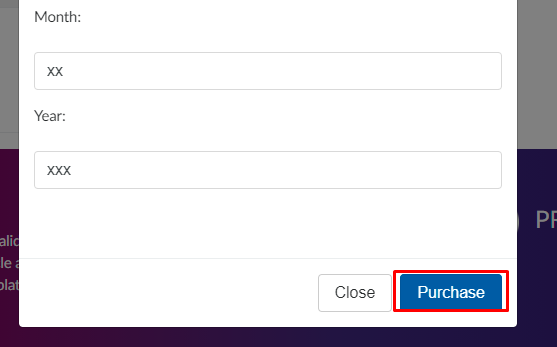 Month:
xx
Year:
xxx
Close
Purchase